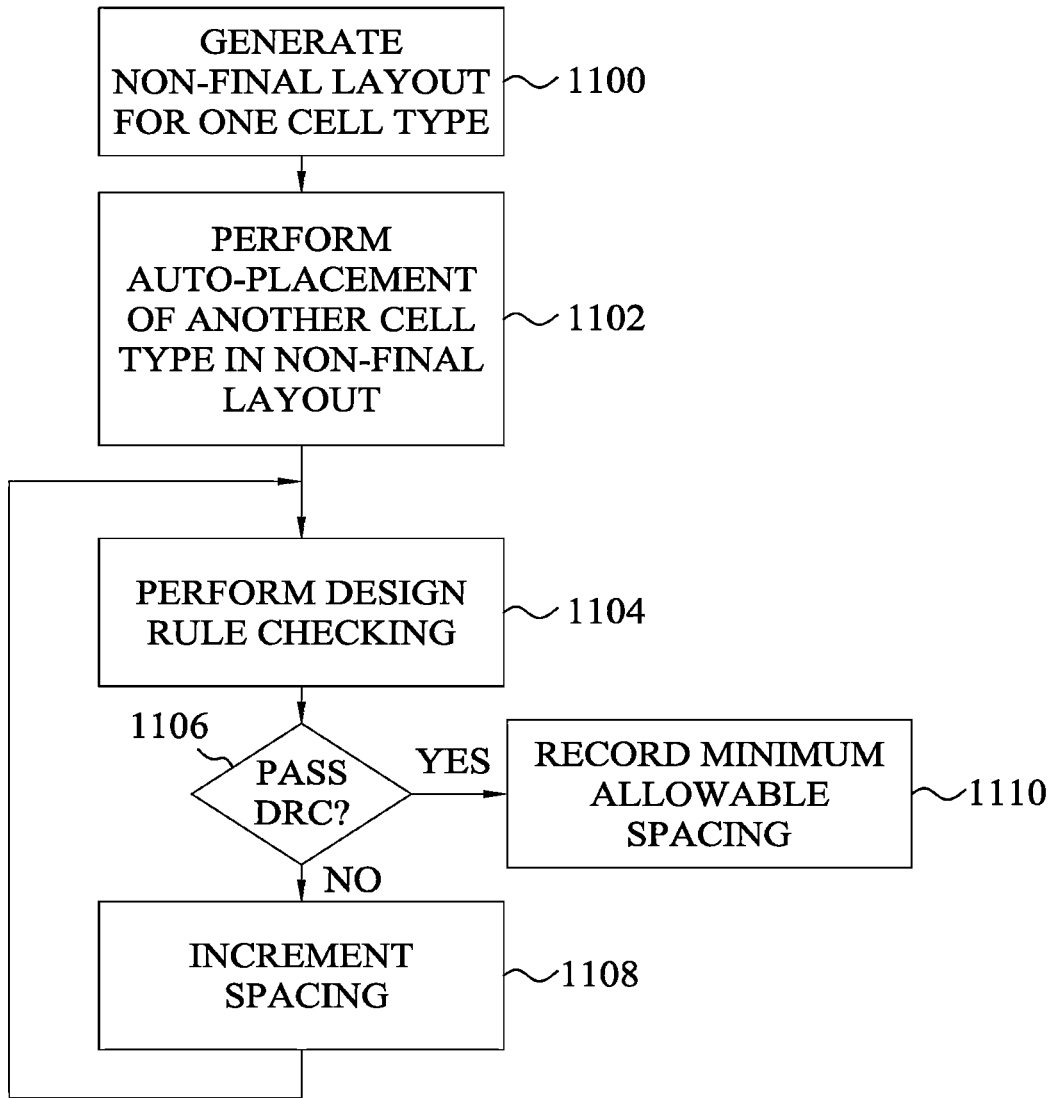 GENERATE
NON-FINAL LAYOUT
FOR ONE CELL TYPE
1100
PERFORM
AUTO-PLACEMENT
OF ANOTHER CELL
TYPE IN NON-FINAL
LAYOUT
1102
PERFORM DESIGN
RULE CHECKING
1104
1106
PASS
DRC?
YES
RECORD MINIMUM
ALLOWABLE
SPACING
1110
NO
INCREMENT
SPACING
1108